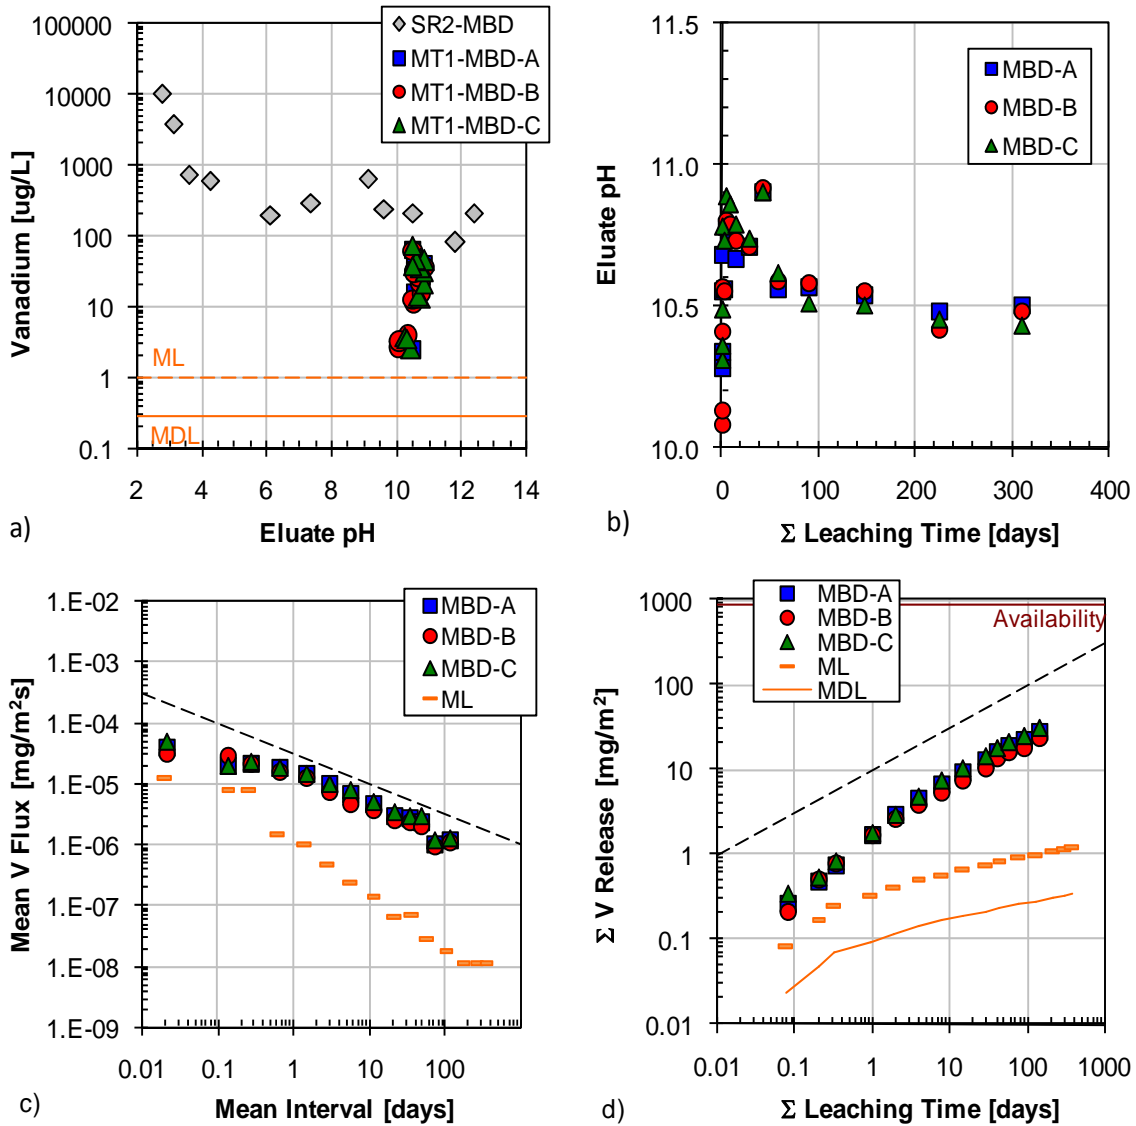 100000
10000
1000
100
10
1
0.1
Vanadium [ug/L]
SR2-MBD
MT1-MBD-A
MT1-MBD-B
MT1-MBD-C
ML
MDL
2 4 6 8 10 12 14
Eluate pH
a)
11.5
11.0
10.5
10.0
Eluate pH
MBD-A
MBD-B
MBD-C
0 100 200 300 400
Σ Leaching Time [days]
b)
1.E-02
1.E-03
1.E-04
1.E-05
1.E-06
1.E-07
1.E-08
1.E-09
Mean V Flux [mg/m²s]
MBD-A
MBD-B
MBD-C
ML
0.01 0.1 1 10 100
Mean Interval [days]
c)
1000
100
10
1
0.1
0.01
Σ V Release [mg/m²]
MBD-A
MBD-B
MBD-C
ML
MDL
Availability
0.01 0.1 1 10 100 1000
Σ Leaching Time [days]
d)